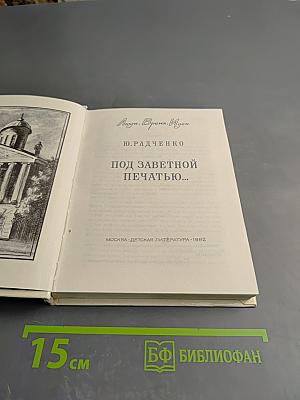 Люди. Время. Идеи
Ю. РАДЧЕНКО
ПОД ЗАВЕТНОЙ
ПЕЧАТЬЮ...
МОСКВА «ДЕТСКАЯ ЛИТЕРАТУРА» 1982
15 см
БФ БИБЛИОФАН